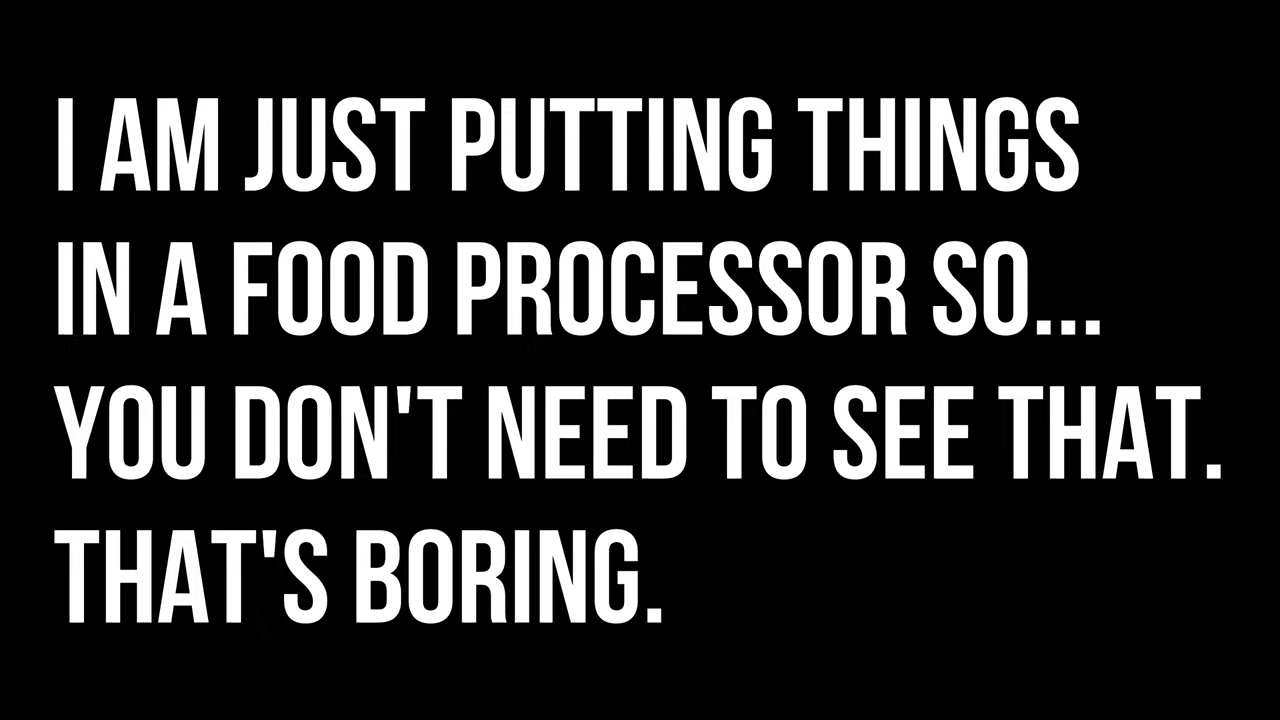 I AM JUST PUTTING THINGS
IN A FOOD PROCESSOR SO...
YOU DON'T NEED TO SEE THAT.
THAT'S BORING.